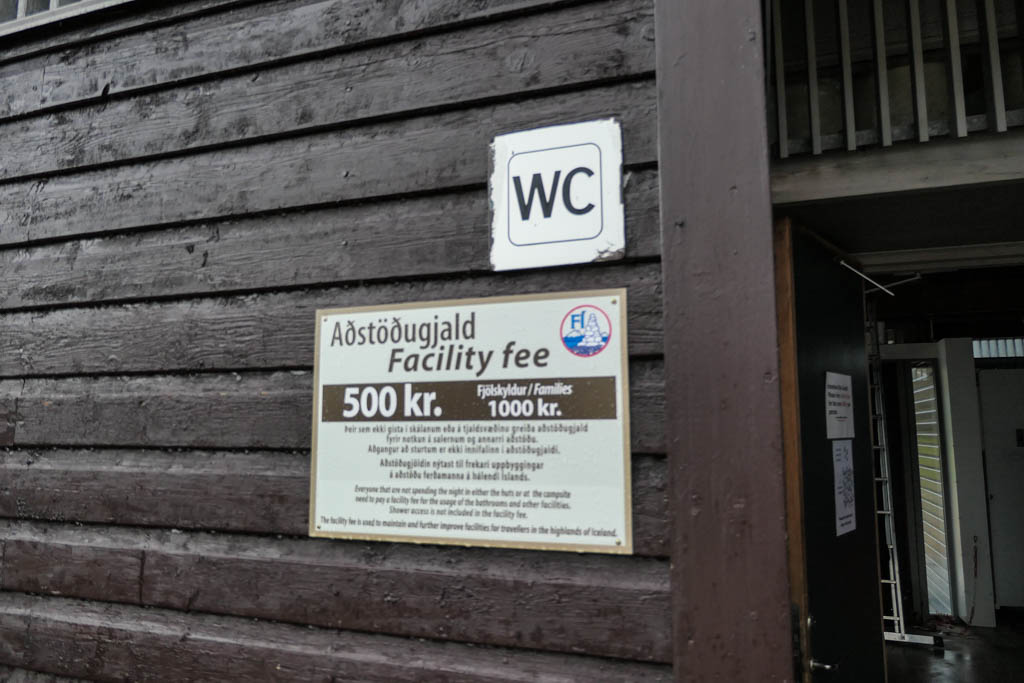 WC
Aðstöðugjald
FÍ
Facility fee
500 kr.
Fjölskyldur / Families
1000 kr.
Þeir sem ekki gista í skálanum eða á tjaldsvæðinu greiða aðstöðugjald
fyrir notkun á salernum og annarri aðstöðu.
Aðgangur að sturtum er ekki innifalinn í aðstöðugjaldi.
Aðstöðugjöldin nýtast til frekari uppbyggingar
á aðstöðu ferðamanna á hálendi Íslands.
Everyone that are not spending the night in either the huts or at the campsite
need to pay a facility fee for the usage of the bathrooms and other facilities.
Shower access is not included in the facility fee.
The facility fee is used to maintain and further improve facilities for travellers in the highlands of Iceland.